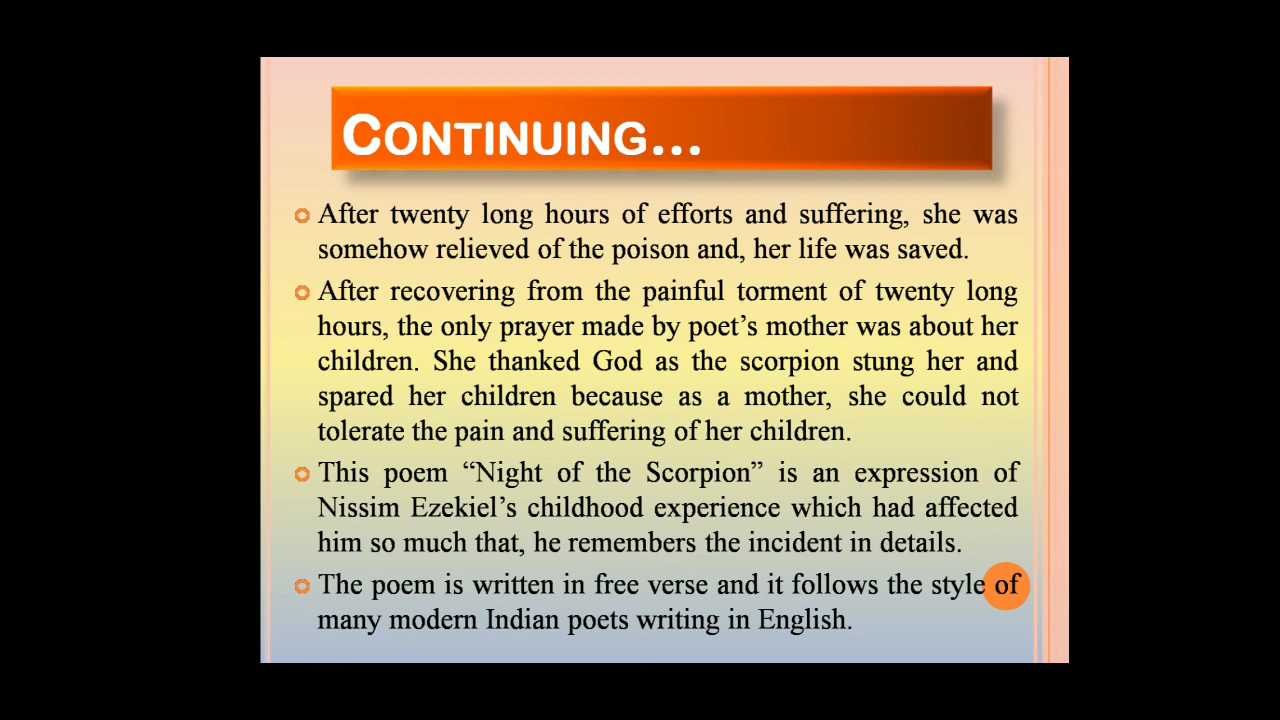 CONTINUING...
After twenty long hours of efforts and suffering, she was
somehow relieved of the poison and, her life was saved.
After recovering from the painful torment of twenty long
hours, the only prayer made by poet’s mother was about her
children. She thanked God as the scorpion stung her and
spared her children because as a mother, she could not
tolerate the pain and suffering of her children.
This poem “Night of the Scorpion” is an expression of
Nissim Ezekiel’s childhood experience which had affected
him so much that, he remembers the incident in details.
The poem is written in free verse and it follows the style of
many modern Indian poets writing in English.